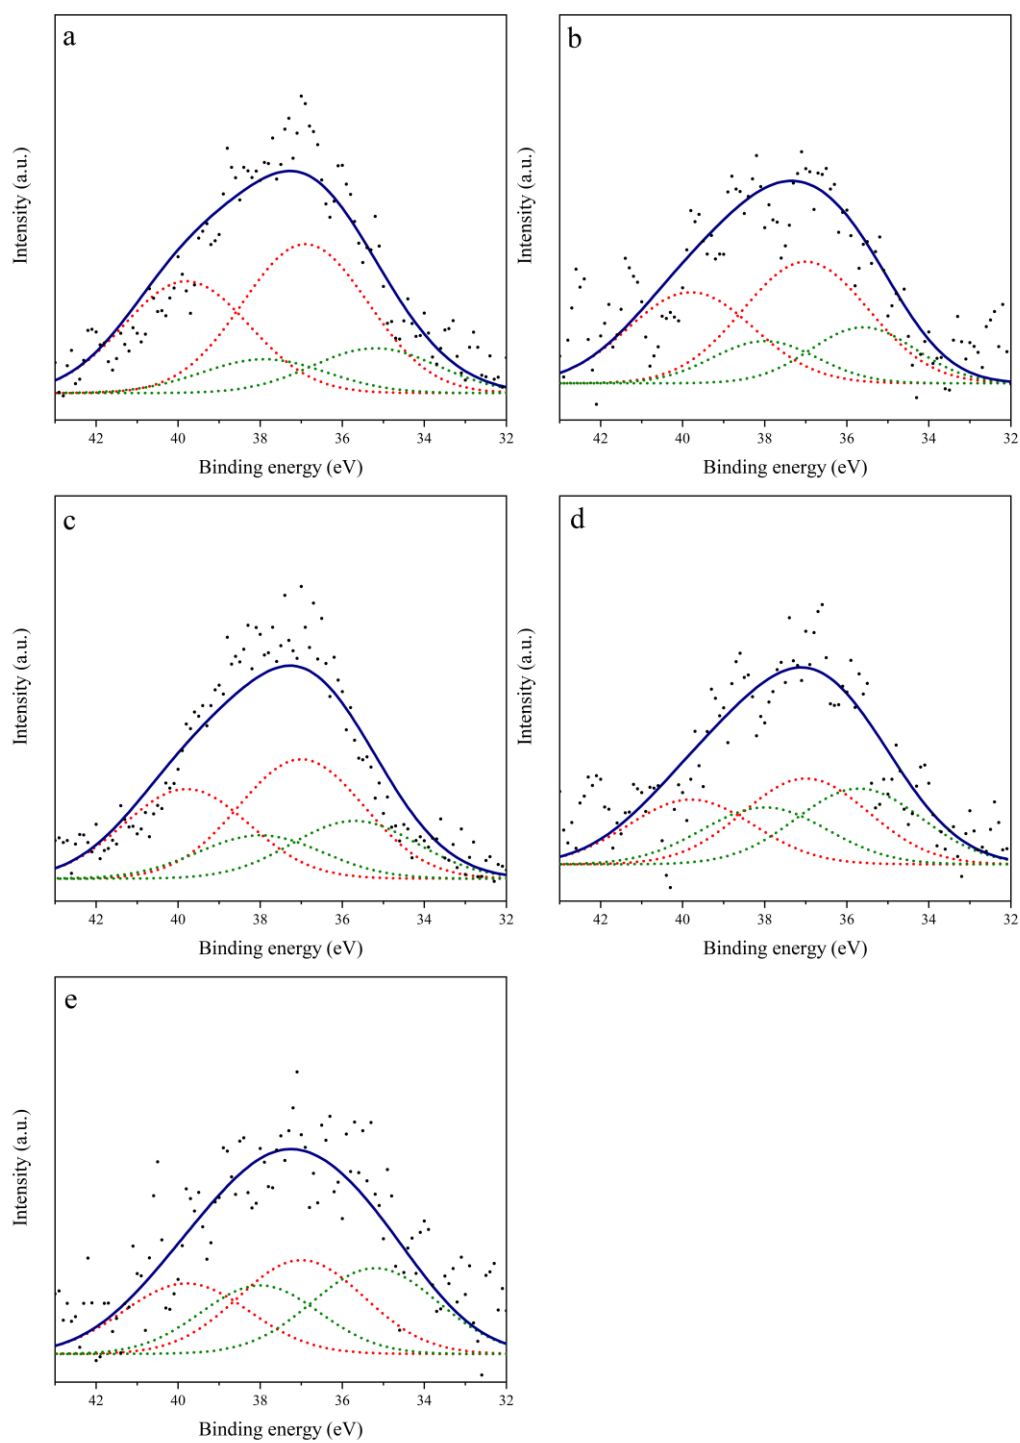 a
Intensity (a.u.)
42 40 38 36 34 32
Binding energy (eV)
b
Intensity (a.u.)
42 40 38 36 34 32
Binding energy (eV)
c
Intensity (a.u.)
42 40 38 36 34 32
Binding energy (eV)
d
Intensity (a.u.)
42 40 38 36 34 32
Binding energy (eV)
e
Intensity (a.u.)
42 40 38 36 34 32
Binding energy (eV)